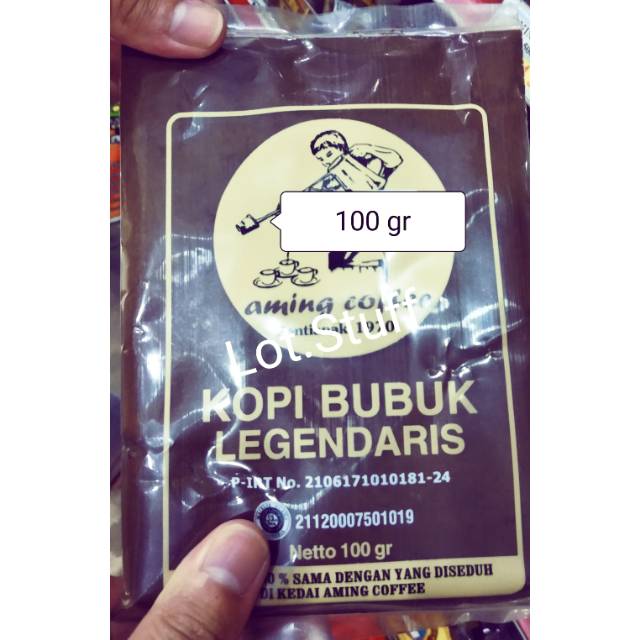 100 gr
aming coffee
1970
Lot.Stuff
KOPI BUBUK
LEGENDARIS
P-IRT No. 2106171010181-24
21120007501019
Netto 100 gr
% SAMA DENGAN YANG DISEDUH
DI KEDAI AMING COFFEE